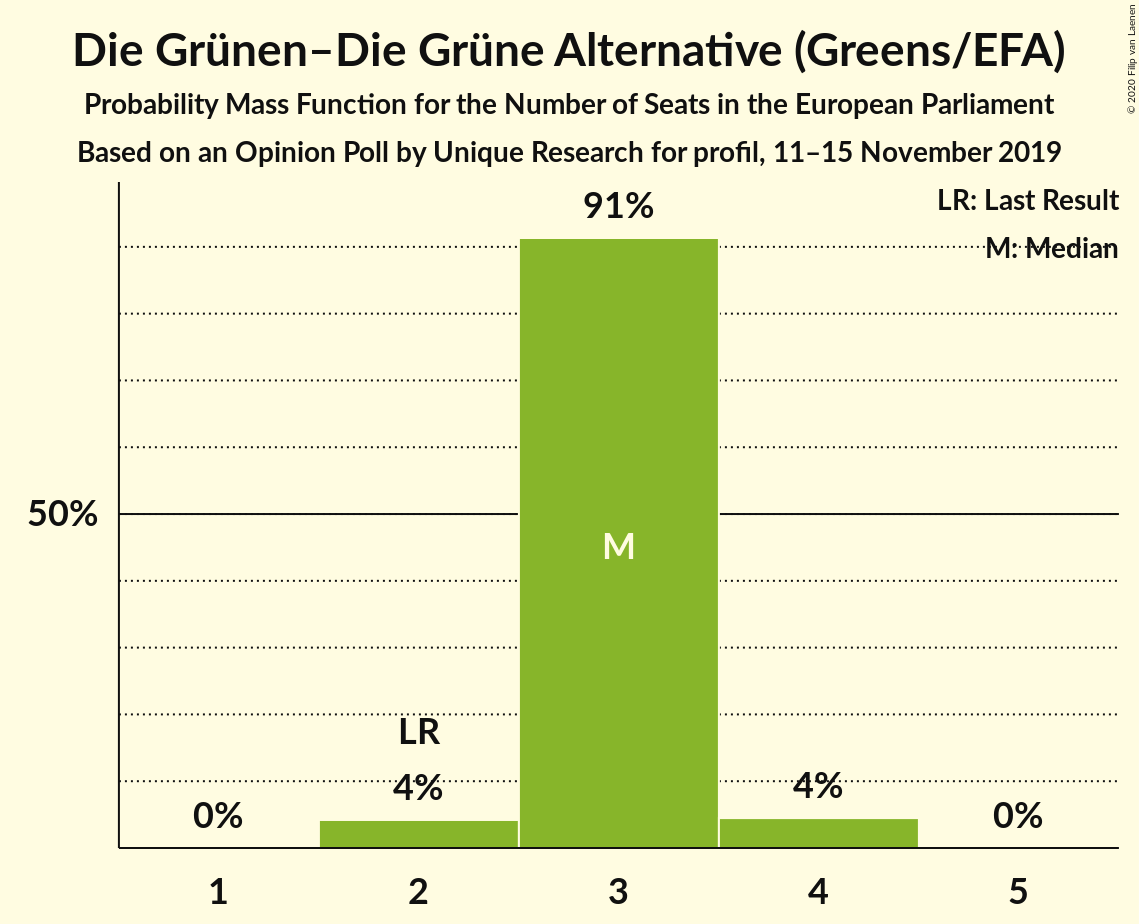 Die Grünen–Die Grüne Alternative (Greens/EFA)
Probability Mass Function for the Number of Seats in the European Parliament
Based on an Opinion Poll by Unique Research for profil, 11–15 November 2019
© 2020 Filip van Laenen
LR: Last Result
M: Median
91%
50%
M
LR
4%
4%
0%
0%
1
2
3
4
5